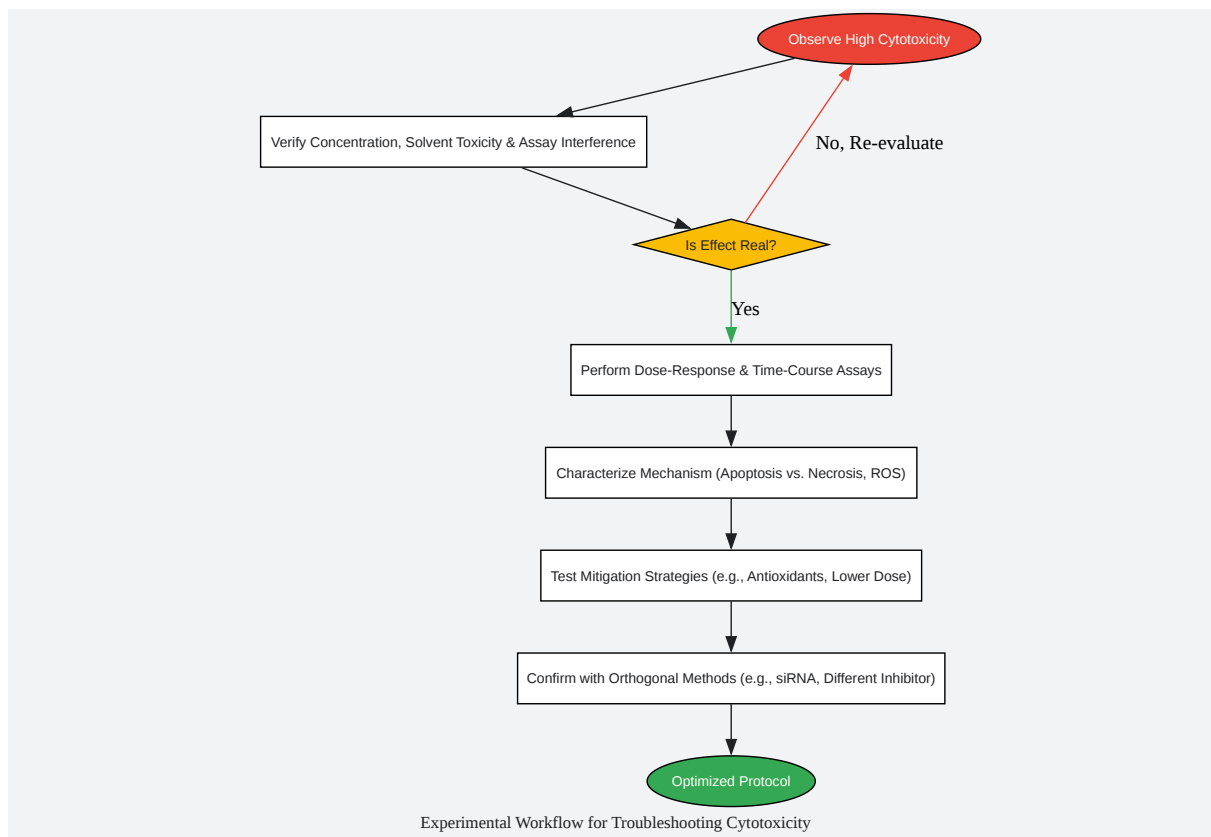 Observe High Cytotoxicity
Verify Concentration, Solvent Toxicity & Assay Interference
No, Re-evaluate
Is Effect Real?
Yes
Perform Dose-Response & Time-Course Assays
Characterize Mechanism (Apoptosis vs. Necrosis, ROS)
Test Mitigation Strategies (e.g., Antioxidants, Lower Dose)
Confirm with Orthogonal Methods (e.g., siRNA, Different Inhibitor)
Optimized Protocol
Experimental Workflow for Troubleshooting Cytotoxicity